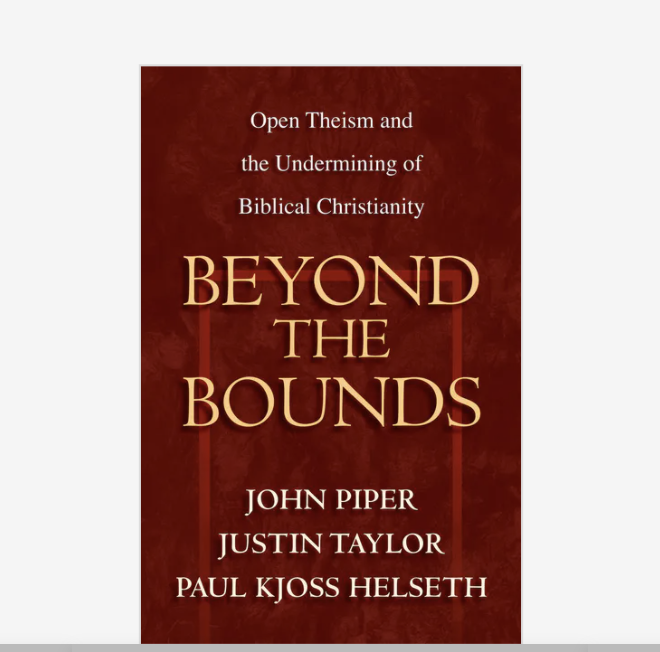 Open Theism and
the Undermining of
Biblical Christianity
BEYOND
THE
BOUNDS
JOHN PIPER
JUSTIN TAYLOR
PAUL KJOSS HELSETH